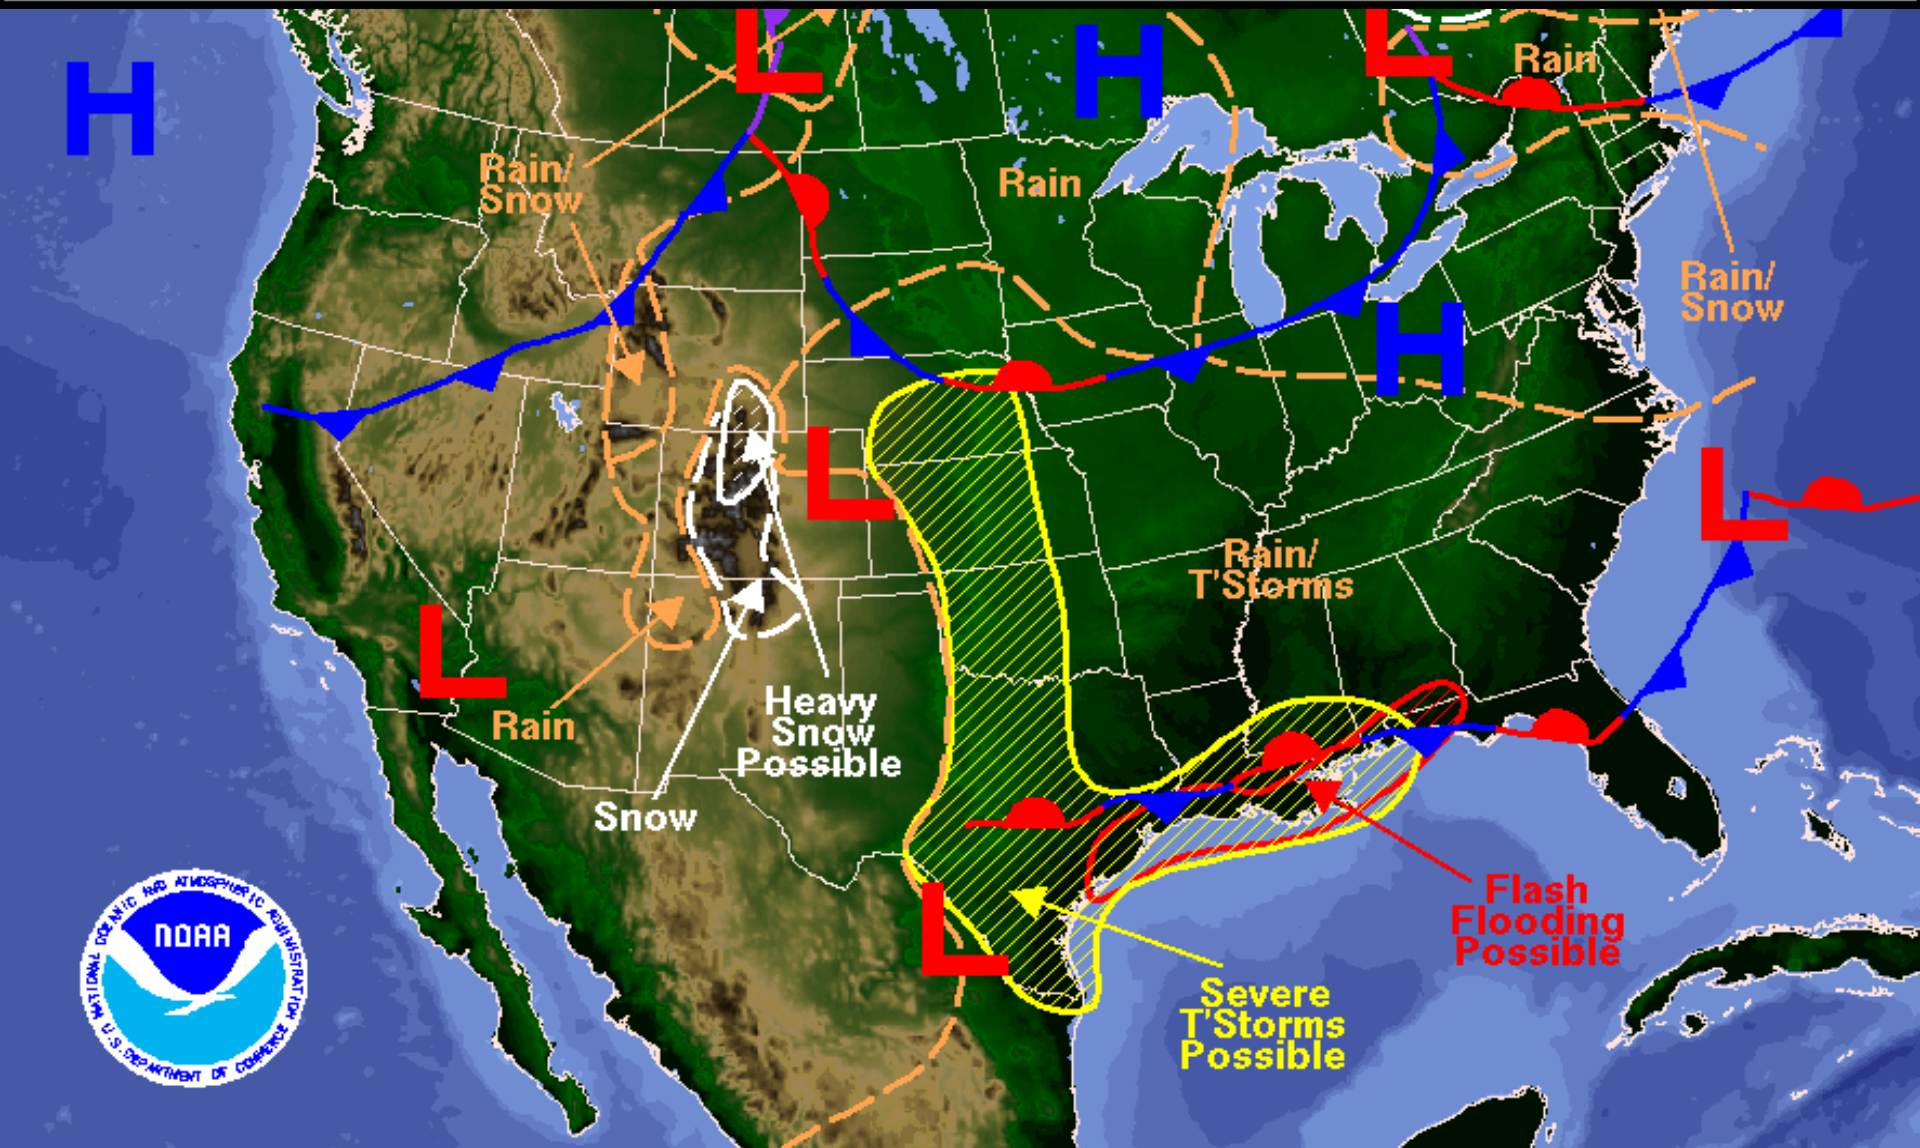 H
L
H
L
Rain
Rain/
Snow
Rain
Rain/
Snow
H
L
L
Rain/
T'Storms
L
Heavy
Snow
Possible
Rain
Snow
L
NOAA
NATIONAL OCEANIC AND ATMOSPHERIC ADMINISTRATION
U.S. DEPARTMENT OF COMMERCE
Flash
Flooding
Possible
Severe
T'Storms
Possible